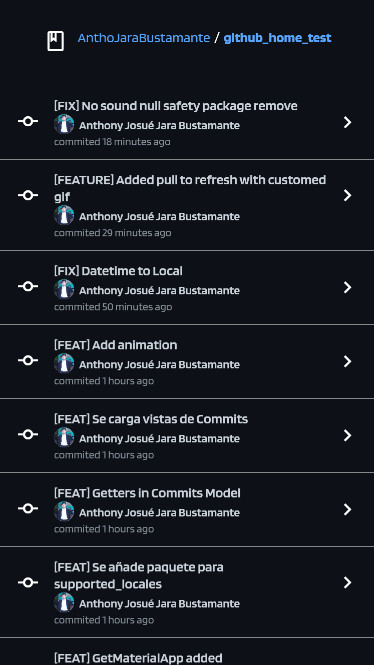 AnthoJaraBustamante / github_home_test
[FIX] No sound null safety package remove
Anthony Josué Jara Bustamante
commited 18 minutes ago
[FEATURE] Added pull to refresh with customed
gif
Anthony Josué Jara Bustamante
commited 29 minutes ago
[FIX] Datetime to Local
Anthony Josué Jara Bustamante
commited 50 minutes ago
[FEAT] Add animation
Anthony Josué Jara Bustamante
commited 1 hours ago
[FEAT] Se carga vistas de Commits
Anthony Josué Jara Bustamante
commited 1 hours ago
[FEAT] Getters in Commits Model
Anthony Josué Jara Bustamante
commited 1 hours ago
[FEAT] Se añade paquete para
supported_locales
Anthony Josué Jara Bustamante
commited 1 hours ago
[FEAT] GetMaterialApp added